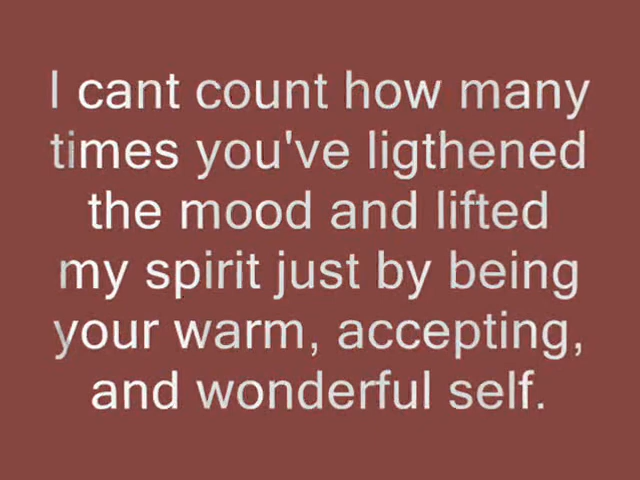 I cant count how many
times you've ligthened
the mood and lifted
my spirit just by being
your warm, accepting,
and wonderful self.